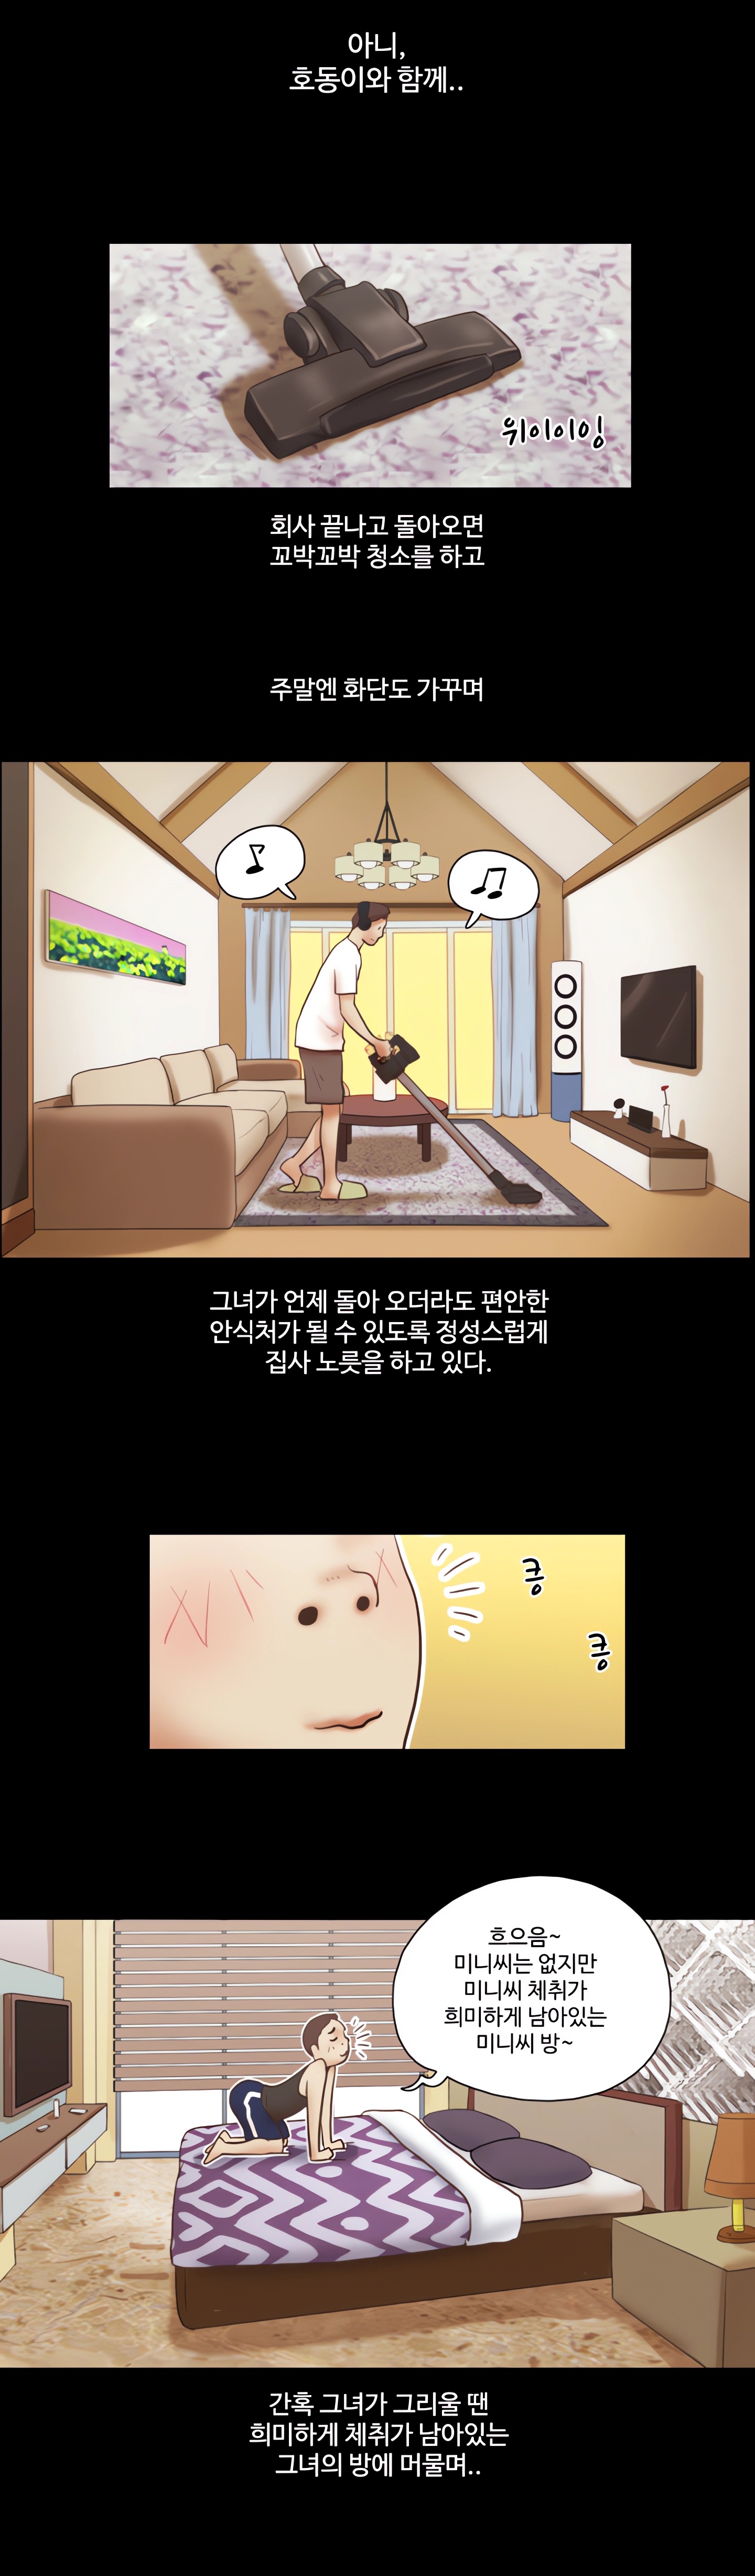 아니,
호동이와 함께..
위이이잉
회사 끝나고 돌아오면
꼬박꼬박 청소를 하고
주말엔 화단도 가꾸며
그녀가 언제 돌아 오더라도 편안한
안식처가 될 수 있도록 정성스럽게
집사 노릇을 하고 있다.
킁
킁
흐으음~
미니씨는 없지만
미니씨 체취가
희미하게 남아있는
미니씨 방~
간혹 그녀가 그리울 땐
희미하게 체취가 남아있는
그녀의 방에 머물며..